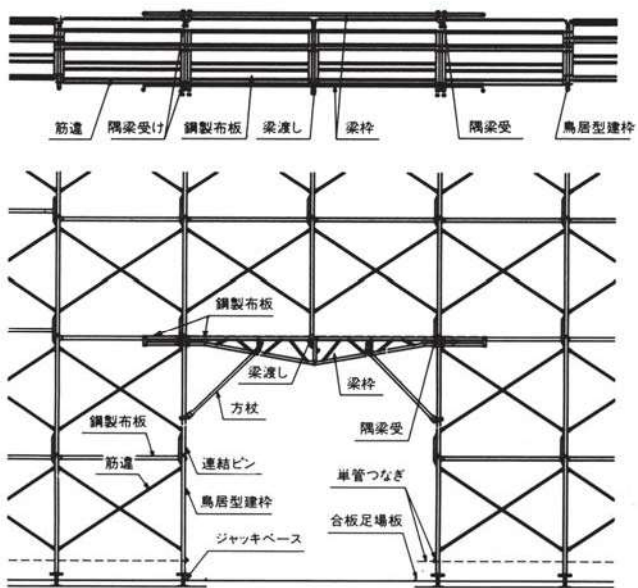 筋違
隅梁受け
鋼製布板
梁渡し
梁枠
隅梁受
鳥居型建枠
鋼製布板
梁渡し
梁枠
方杖
隅梁受
鋼製布板
連結ピン
筋違
単管つなぎ
鳥居型建枠
合板足場板
ジャッキベース